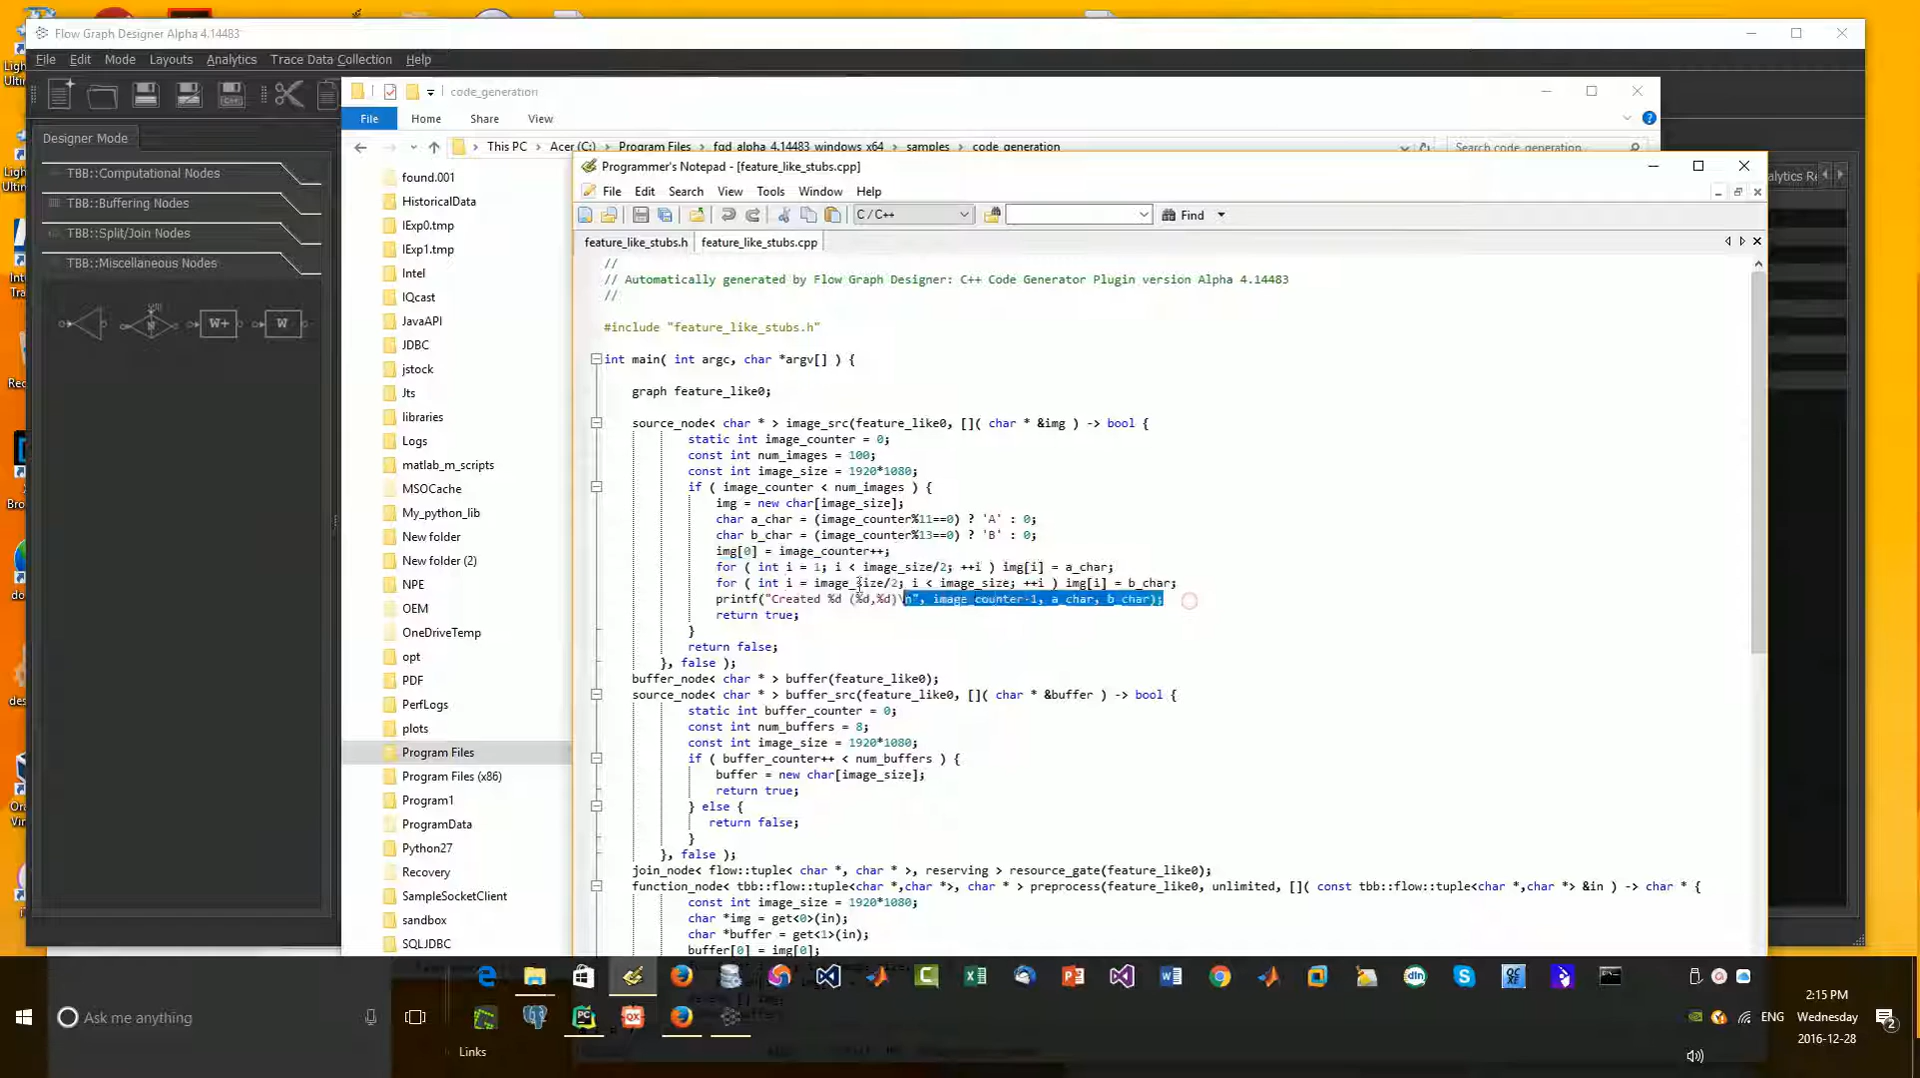 Flow Graph Designer Alpha 4.14483
File Edit Mode Layouts Analytics Trace Data Collection Help
Designer Mode
TBB::Computational Nodes
TBB::Buffering Nodes
TBB::Split/Join Nodes
TBB::Miscellaneous Nodes
W+ W
code_generation
File Home Share View
This PC Acer (C:) Program Files fgd_alpha_4.14483_windows_x64 samples code_generation
Search code_generation
found.001
HistoricalData
IExp0.tmp
IExp1.tmp
Intel
IQcast
JavaAPI
JDBC
jstock
Jts
libraries
Logs
matlab_m_scripts
MSOCache
My_python_lib
New folder
New folder (2)
NPE
OEM
OneDriveTemp
opt
PDF
PerfLogs
plots
Program Files
Program Files (x86)
Program1
ProgramData
Python27
Recovery
SampleSocketClient
sandbox
SQLJDBC
Programmer's Notepad - [feature_like_stubs.cpp]
File Edit Search View Tools Window Help
C / C++
Find
feature_like_stubs.h feature_like_stubs.cpp
//
// Automatically generated by Flow Graph Designer: C++ Code Generator Plugin version Alpha 4.14483
//
#include "feature_like_stubs.h"
int main( int argc, char *argv[] ) {
graph feature_like0;
source_node< char * > image_src(feature_like0, []( char * &img ) -> bool {
static int image_counter = 0;
const int num_images = 100;
const int image_size = 1920*1080;
if ( image_counter < num_images ) {
img = new char[image_size];
char a_char = (image_counter%11==0) ? 'A' : 0;
char b_char = (image_counter%13==0) ? 'B' : 0;
img[0] = image_counter++;
for ( int i = 1; i < image_size/2; ++i ) img[i] = a_char;
for ( int i = image_size/2; i < image_size; ++i ) img[i] = b_char;
printf("Created %d (%d,%d)\n", image_counter-1, a_char, b_char);
return true;
}
return false;
}, false );
buffer_node< char * > buffer(feature_like0);
source_node< char * > buffer_src(feature_like0, []( char * &buffer ) -> bool {
static int buffer_counter = 0;
const int num_buffers = 8;
const int image_size = 1920*1080;
if ( buffer_counter++ < num_buffers ) {
buffer = new char[image_size];
return true;
} else {
return false;
}
}, false );
join_node< flow::tuple< char *, char * >, reserving > resource_gate(feature_like0);
function_node< tbb::flow::tuple<char *,char *>, char * > preprocess(feature_like0, unlimited, []( const tbb::flow::tuple<char *,char *> &in ) -> char * {
const int image_size = 1920*1080;
char *img = get<0>(in);
char *buffer = get<1>(in);
buffer[0] = img[0];
Ask me anything
Links
ENG
2:15 PM
Wednesday
2016-12-28
2